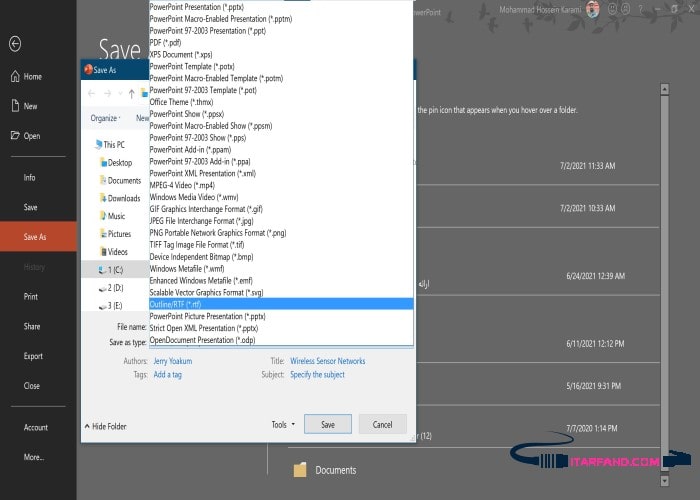 PowerPoint
Mohammad Hossein Karami
Save
Home
New
Open
Info
Save
Save As
History
Print
Share
Export
Close
Account
More...
the pin icon that appears when you hover over a folder.
7/2/2021 11:33 AM
7/2/2021 10:33 AM
ارائه
6/24/2021 12:39 AM
6/11/2021 12:12 PM
5/16/2021 9:31 PM
7/7/2020 1:14 PM
(12)
Documents
Save As
Organize
New
This PC
Desktop
Documents
Downloads
Music
Pictures
Videos
1 (C:)
2 (D:)
3 (E:)
PowerPoint Presentation (*.pptx)
PowerPoint Macro-Enabled Presentation (*.pptm)
PowerPoint 97-2003 Presentation (*.ppt)
PDF (*.pdf)
XPS Document (*.xps)
PowerPoint Template (*.potx)
PowerPoint Macro-Enabled Template (*.potm)
PowerPoint 97-2003 Template (*.pot)
Office Theme (*.thmx)
PowerPoint Show (*.ppsx)
PowerPoint Macro-Enabled Show (*.ppsm)
PowerPoint 97-2003 Show (*.pps)
PowerPoint Add-in (*.ppam)
PowerPoint 97-2003 Add-in (*.ppa)
PowerPoint XML Presentation (*.xml)
MPEG-4 Video (*.mp4)
Windows Media Video (*.wmv)
GIF Graphics Interchange Format (*.gif)
JPEG File Interchange Format (*.jpg)
PNG Portable Network Graphics Format (*.png)
TIFF Tag Image File Format (*.tif)
Device Independent Bitmap (*.bmp)
Windows Metafile (*.wmf)
Enhanced Windows Metafile (*.emf)
Scalable Vector Graphics Format (*.svg)
Outline/RTF (*.rtf)
PowerPoint Picture Presentation (*.pptx)
Strict Open XML Presentation (*.pptx)
OpenDocument Presentation (*.odp)
File name:
Save as type:
Authors: Jerry Yoakum
Title: Wireless Sensor Networks
Tags: Add a tag
Subject: Specify the subject
Hide Folder
Tools
Save
Cancel
ITARFAND.COM